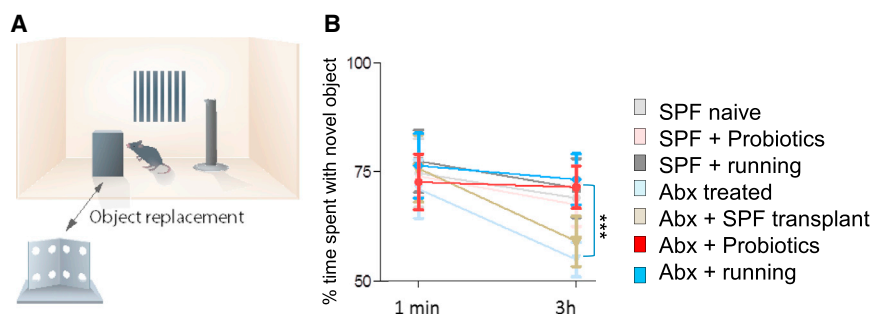 A
Object replacement
B
% time spent with novel object
100
75
50
1 min
3h
***
SPF naive
SPF + Probiotics
SPF + running
Abx treated
Abx + SPF transplant
Abx + Probiotics
Abx + running